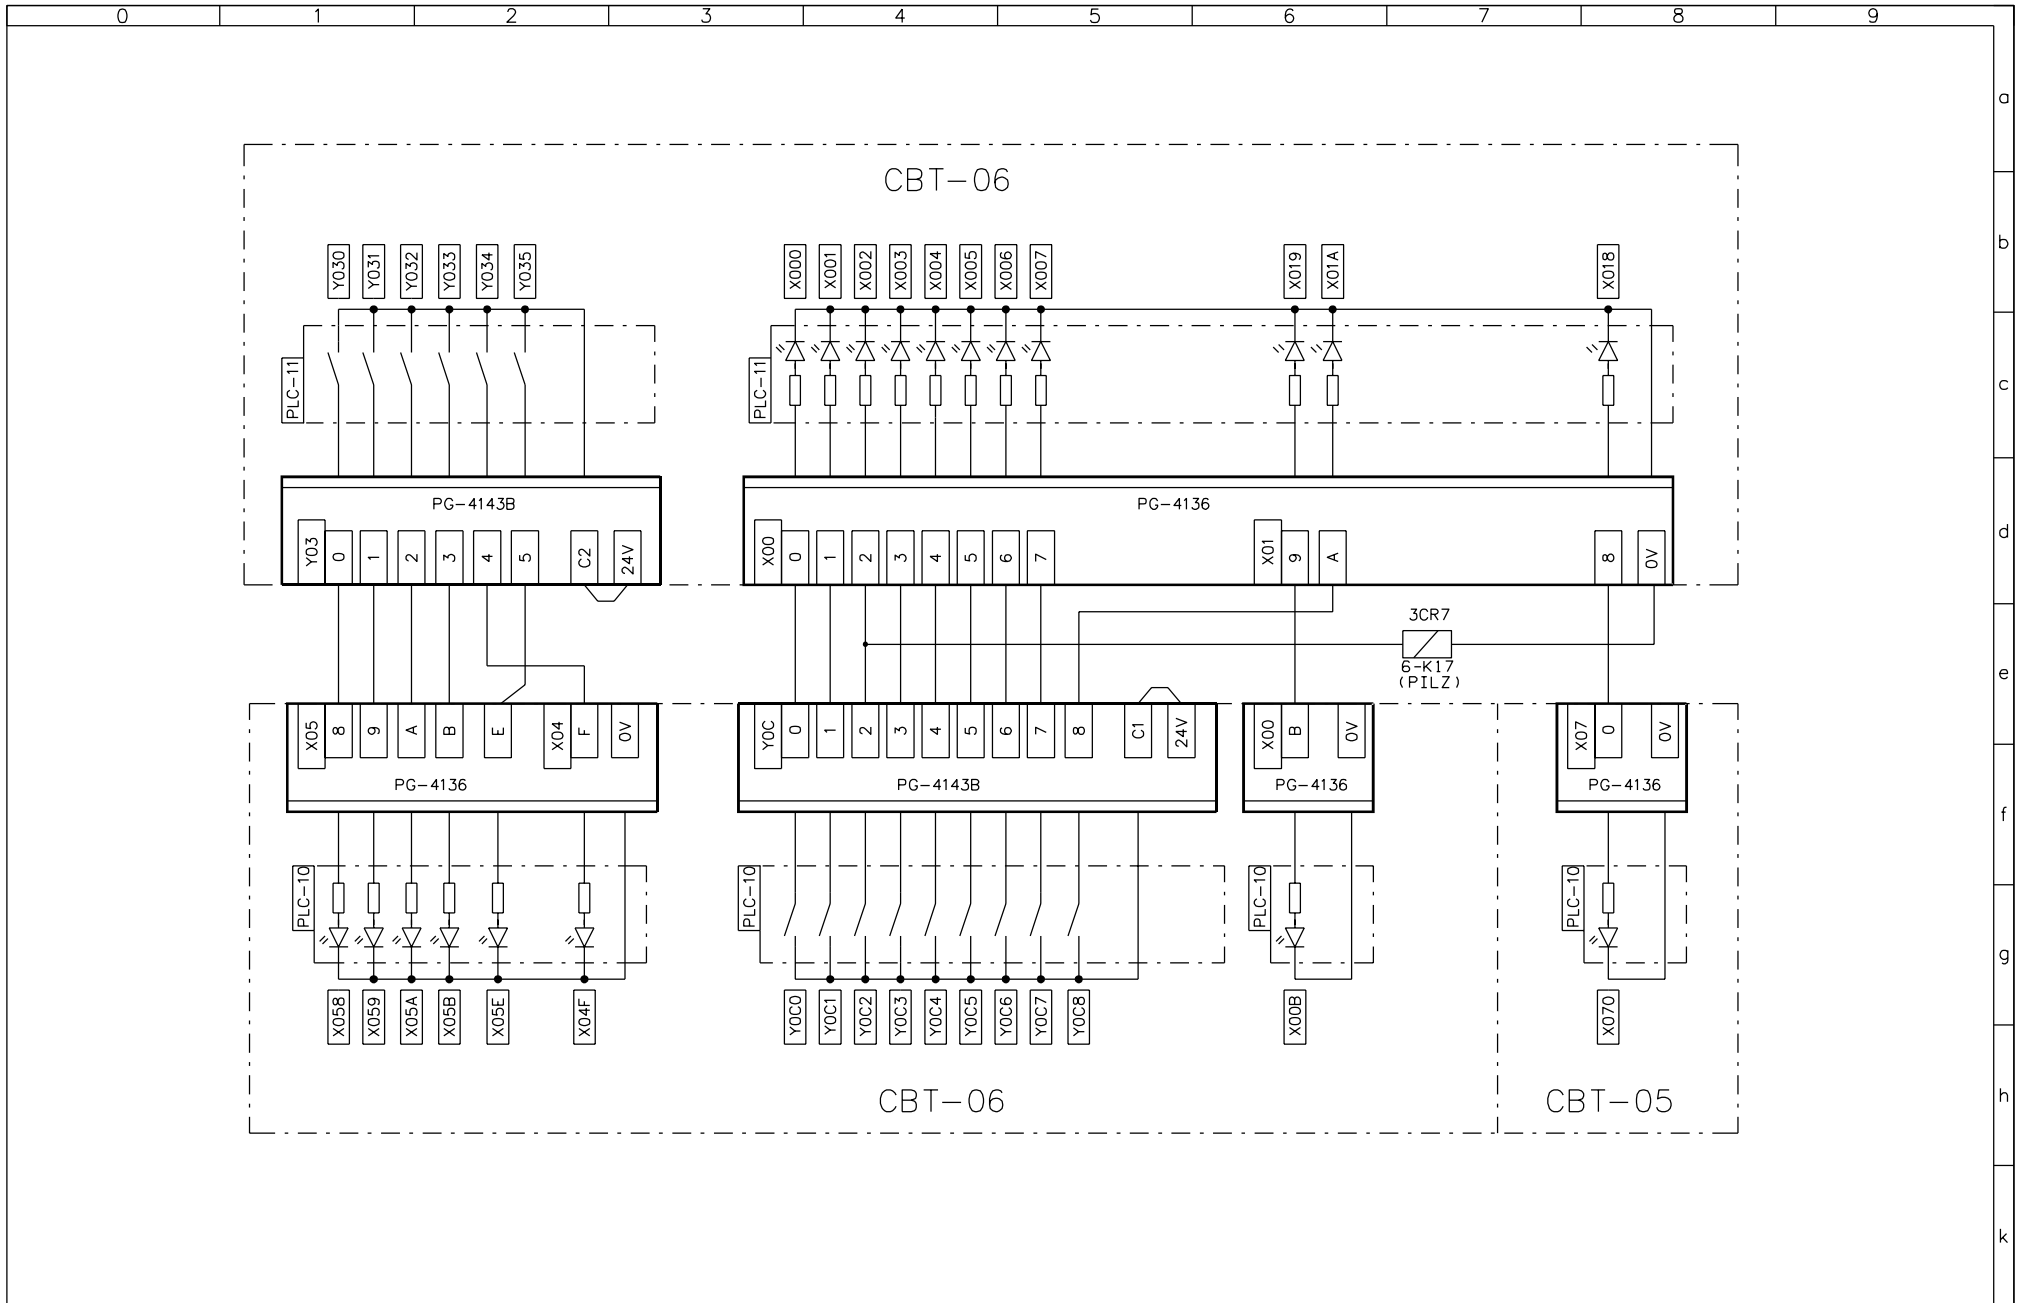 0 1 2 3 4 5 6 7 8 9
a
CBT-06
b
Y030 Y031 Y032 Y033 Y034 Y035 X000 X001 X002 X003 X004 X005 X006 X007 X019 X01A X018
PLC-11 PLC-11
c
PG-4143B PG-4136
d
Y03 0 1 2 3 4 5 C2 24V X00 0 1 2 3 4 5 6 7 X01 9 A 8 0V
3CR7
6-K17
(PILZ)
e
X05 8 9 A B E X04 F 0V Y0C 0 1 2 3 4 5 6 7 8 C1 24V X00 B 0V X07 0 0V
PG-4136 PG-4143B PG-4136 PG-4136
f
PLC-10 PLC-10 PLC-10 PLC-10
g
X058 X059 X05A X05B X05E X04F Y0C0 Y0C1 Y0C2 Y0C3 Y0C4 Y0C5 Y0C6 Y0C7 Y0C8 X00B X070
CBT-06 CBT-05
h
k